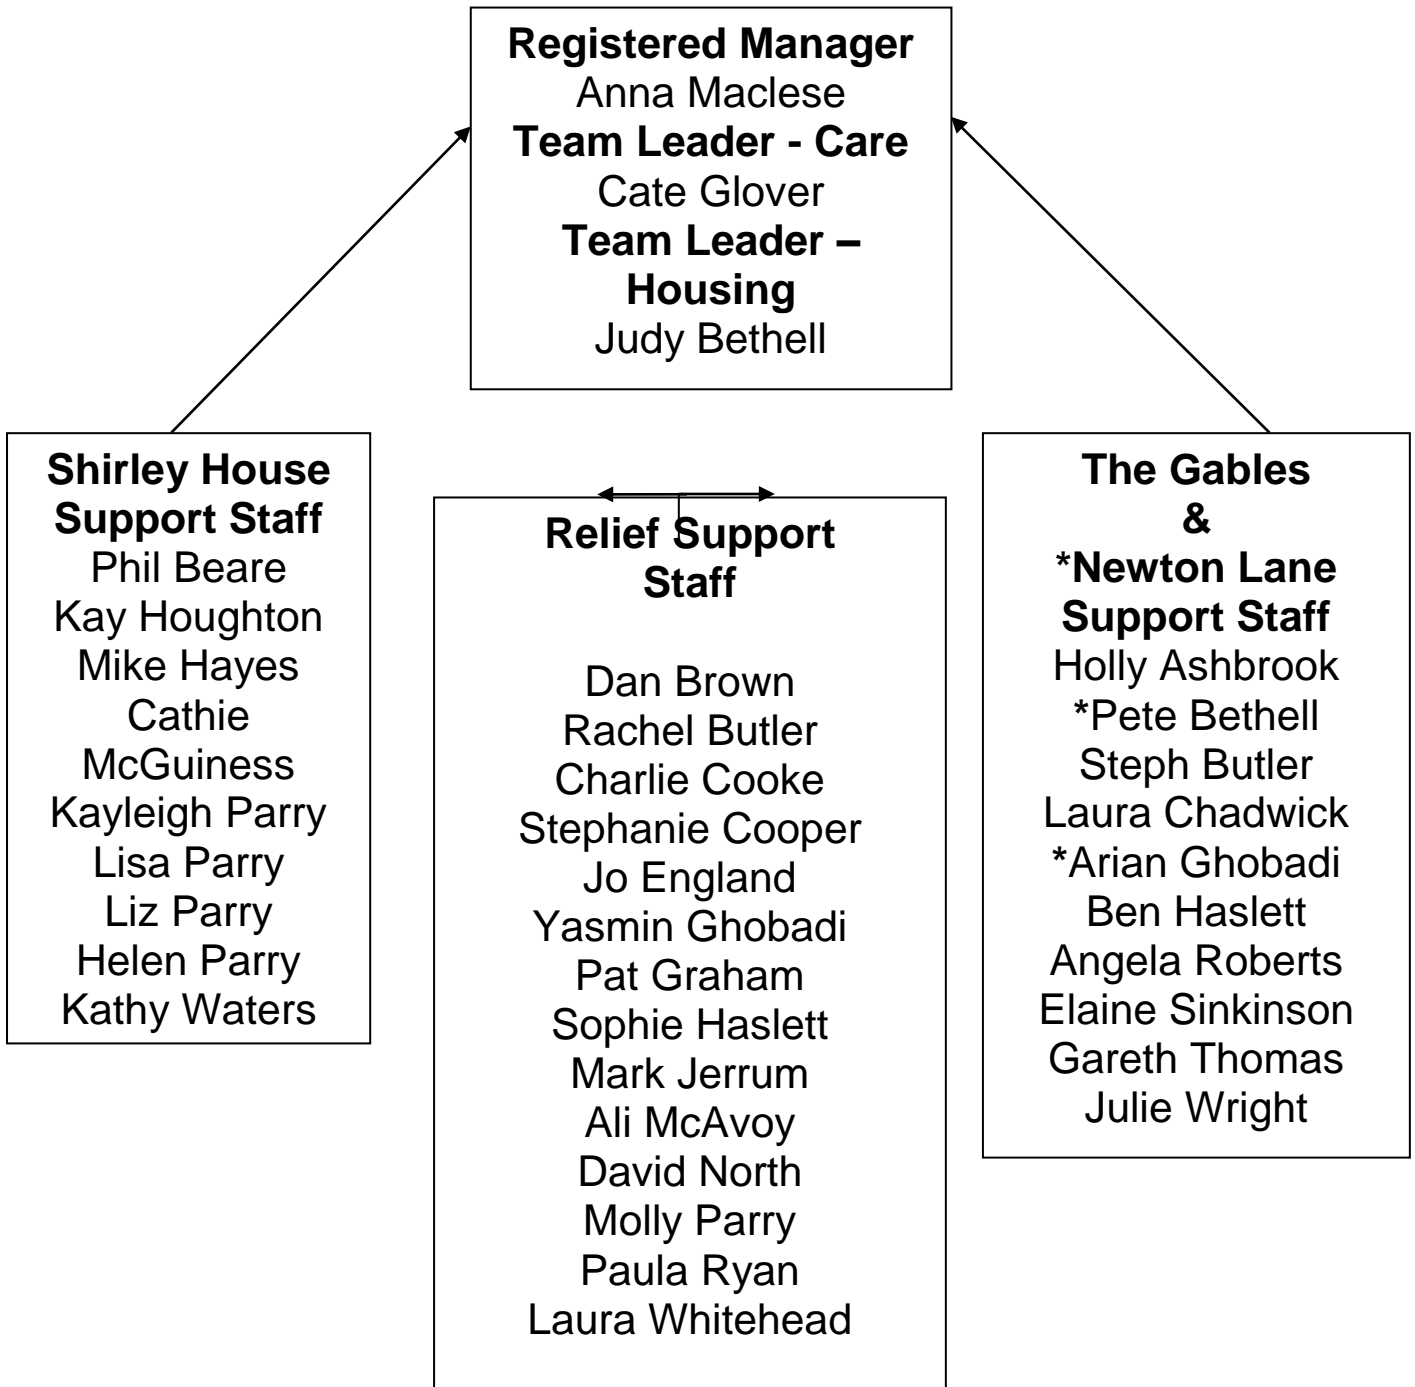 Registered Manager
Anna Maclese
Team Leader - Care
Cate Glover
Team Leader –
Housing
Judy Bethell
Shirley House
Support Staff
Phil Beare
Kay Houghton
Mike Hayes
Cathie
McGuiness
Kayleigh Parry
Lisa Parry
Liz Parry
Helen Parry
Kathy Waters
Relief Support
Staff
Dan Brown
Rachel Butler
Charlie Cooke
Stephanie Cooper
Jo England
Yasmin Ghobadi
Pat Graham
Sophie Haslett
Mark Jerrum
Ali McAvoy
David North
Molly Parry
Paula Ryan
Laura Whitehead
The Gables
&
*Newton Lane
Support Staff
Holly Ashbrook
*Pete Bethell
Steph Butler
Laura Chadwick
*Arian Ghobadi
Ben Haslett
Angela Roberts
Elaine Sinkinson
Gareth Thomas
Julie Wright